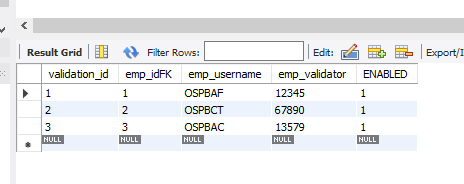 Result Grid Filter Rows: Edit: Export/I
validation_id emp_idFK emp_username emp_validator ENABLED
1 1 OSPBAF 12345 1
2 2 OSPBCT 67890 1
3 3 OSPBAC 13579 1
NULL NULL NULL NULL NULL